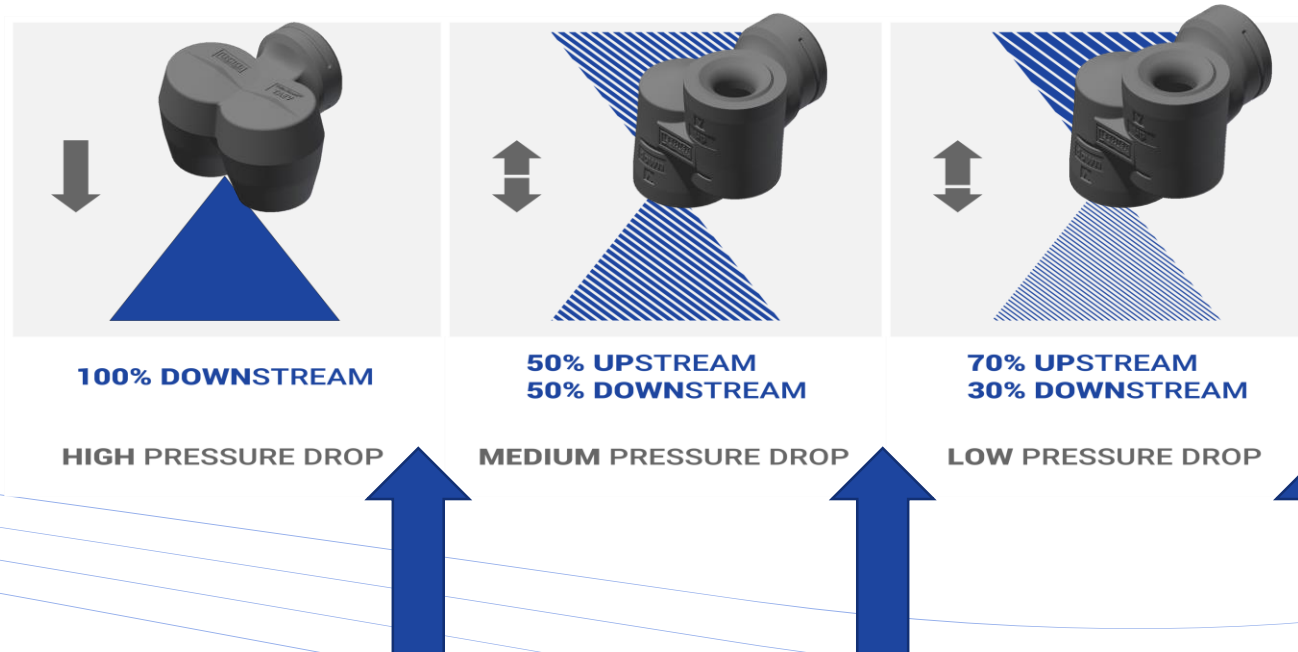 100% DOWNSTREAM
50% UPSTREAM
50% DOWNSTREAM
70% UPSTREAM
30% DOWNSTREAM
HIGH PRESSURE DROP
MEDIUM PRESSURE DROP
LOW PRESSURE DROP